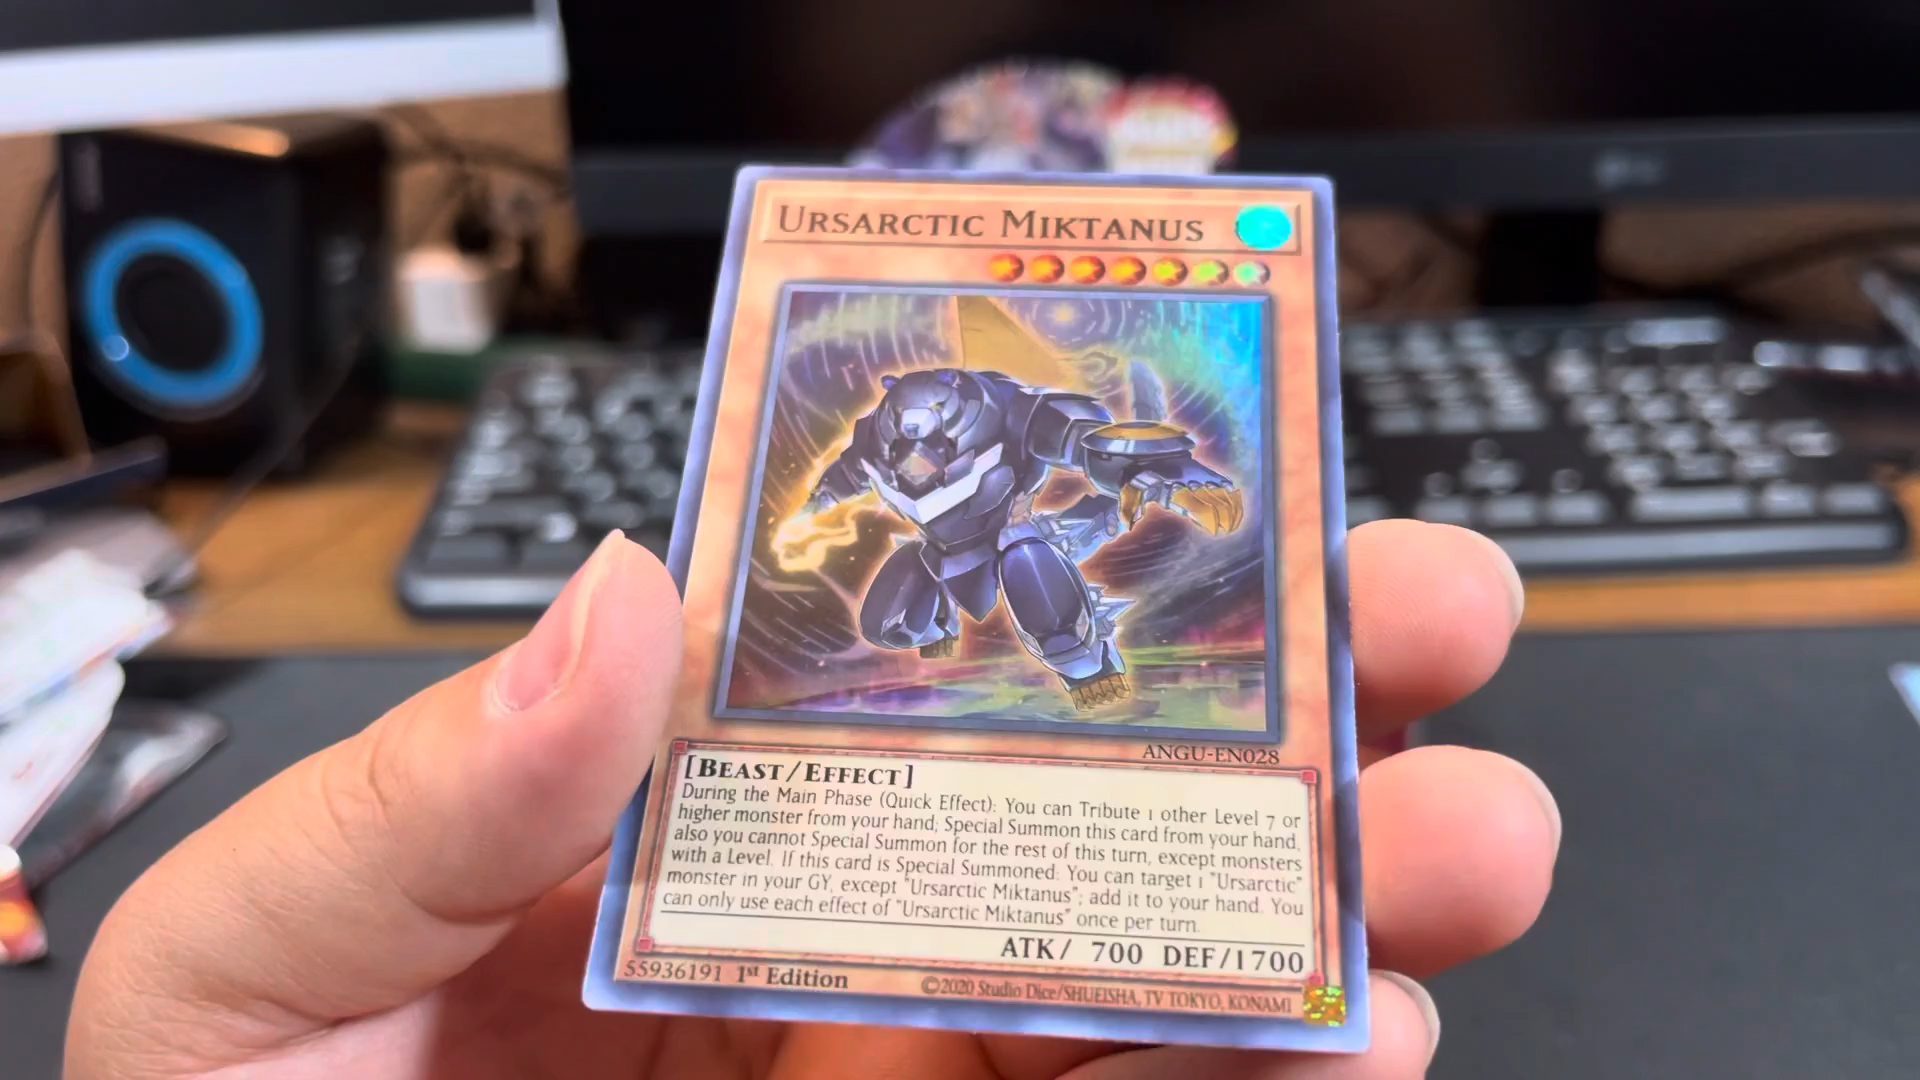 URSARCTIC MIKTANUS
ANGU-EN028
[BEAST/EFFECT]
During the Main Phase (Quick Effect): You can Tribute 1 other Level 7 or
higher monster from your hand; Special Summon this card from your hand,
also you cannot Special Summon for the rest of this turn, except monsters
with a Level. If this card is Special Summoned: You can target 1 "Ursarctic"
monster in your GY, except "Ursarctic Miktanus"; add it to your hand. You
can only use each effect of "Ursarctic Miktanus" once per turn.
ATK/ 700 DEF/1700
55936191 1st Edition ©2020 Studio Dice/SHUEISHA, TV TOKYO, KONAMI